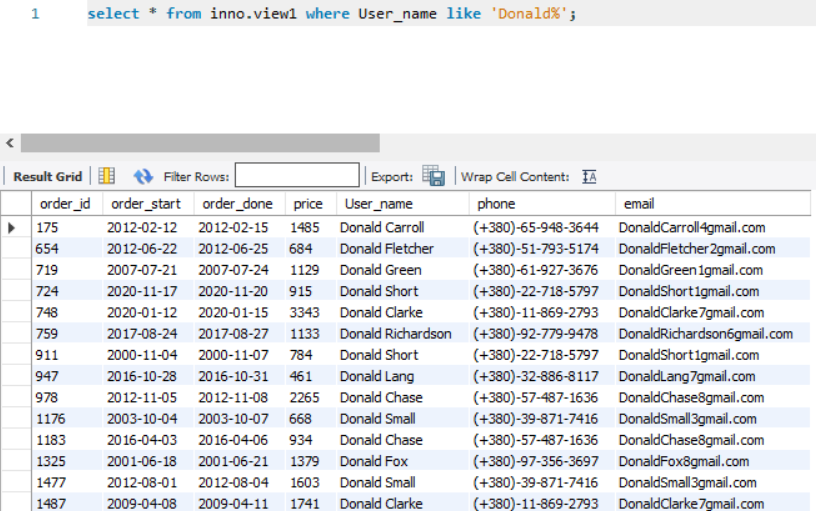 1 select * from inno.view1 where User_name like 'Donald%';
Result Grid Filter Rows: Export: Wrap Cell Content: IA
order_id order_start order_done price User_name phone email
175 2012-02-12 2012-02-15 1485 Donald Carroll (+380)-65-948-3644 DonaldCarroll4gmail.com
654 2012-06-22 2012-06-25 684 Donald Fletcher (+380)-51-793-5174 DonaldFletcher2gmail.com
719 2007-07-21 2007-07-24 1129 Donald Green (+380)-61-927-3676 DonaldGreen1gmail.com
724 2020-11-17 2020-11-20 915 Donald Short (+380)-22-718-5797 DonaldShort1gmail.com
748 2020-01-12 2020-01-15 3343 Donald Clarke (+380)-11-869-2793 DonaldClarke7gmail.com
759 2017-08-24 2017-08-27 1133 Donald Richardson (+380)-92-779-9478 DonaldRichardson6gmail.com
911 2000-11-04 2000-11-07 784 Donald Short (+380)-22-718-5797 DonaldShort1gmail.com
947 2016-10-28 2016-10-31 461 Donald Lang (+380)-32-886-8117 DonaldLang7gmail.com
978 2012-11-05 2012-11-08 2265 Donald Chase (+380)-57-487-1636 DonaldChase8gmail.com
1176 2003-10-04 2003-10-07 668 Donald Small (+380)-39-871-7416 DonaldSmall3gmail.com
1183 2016-04-03 2016-04-06 934 Donald Chase (+380)-57-487-1636 DonaldChase8gmail.com
1325 2001-06-18 2001-06-21 1379 Donald Fox (+380)-97-356-3697 DonaldFox8gmail.com
1477 2012-08-01 2012-08-04 1603 Donald Small (+380)-39-871-7416 DonaldSmall3gmail.com
1487 2009-04-08 2009-04-11 1741 Donald Clarke (+380)-11-869-2793 DonaldClarke7gmail.com